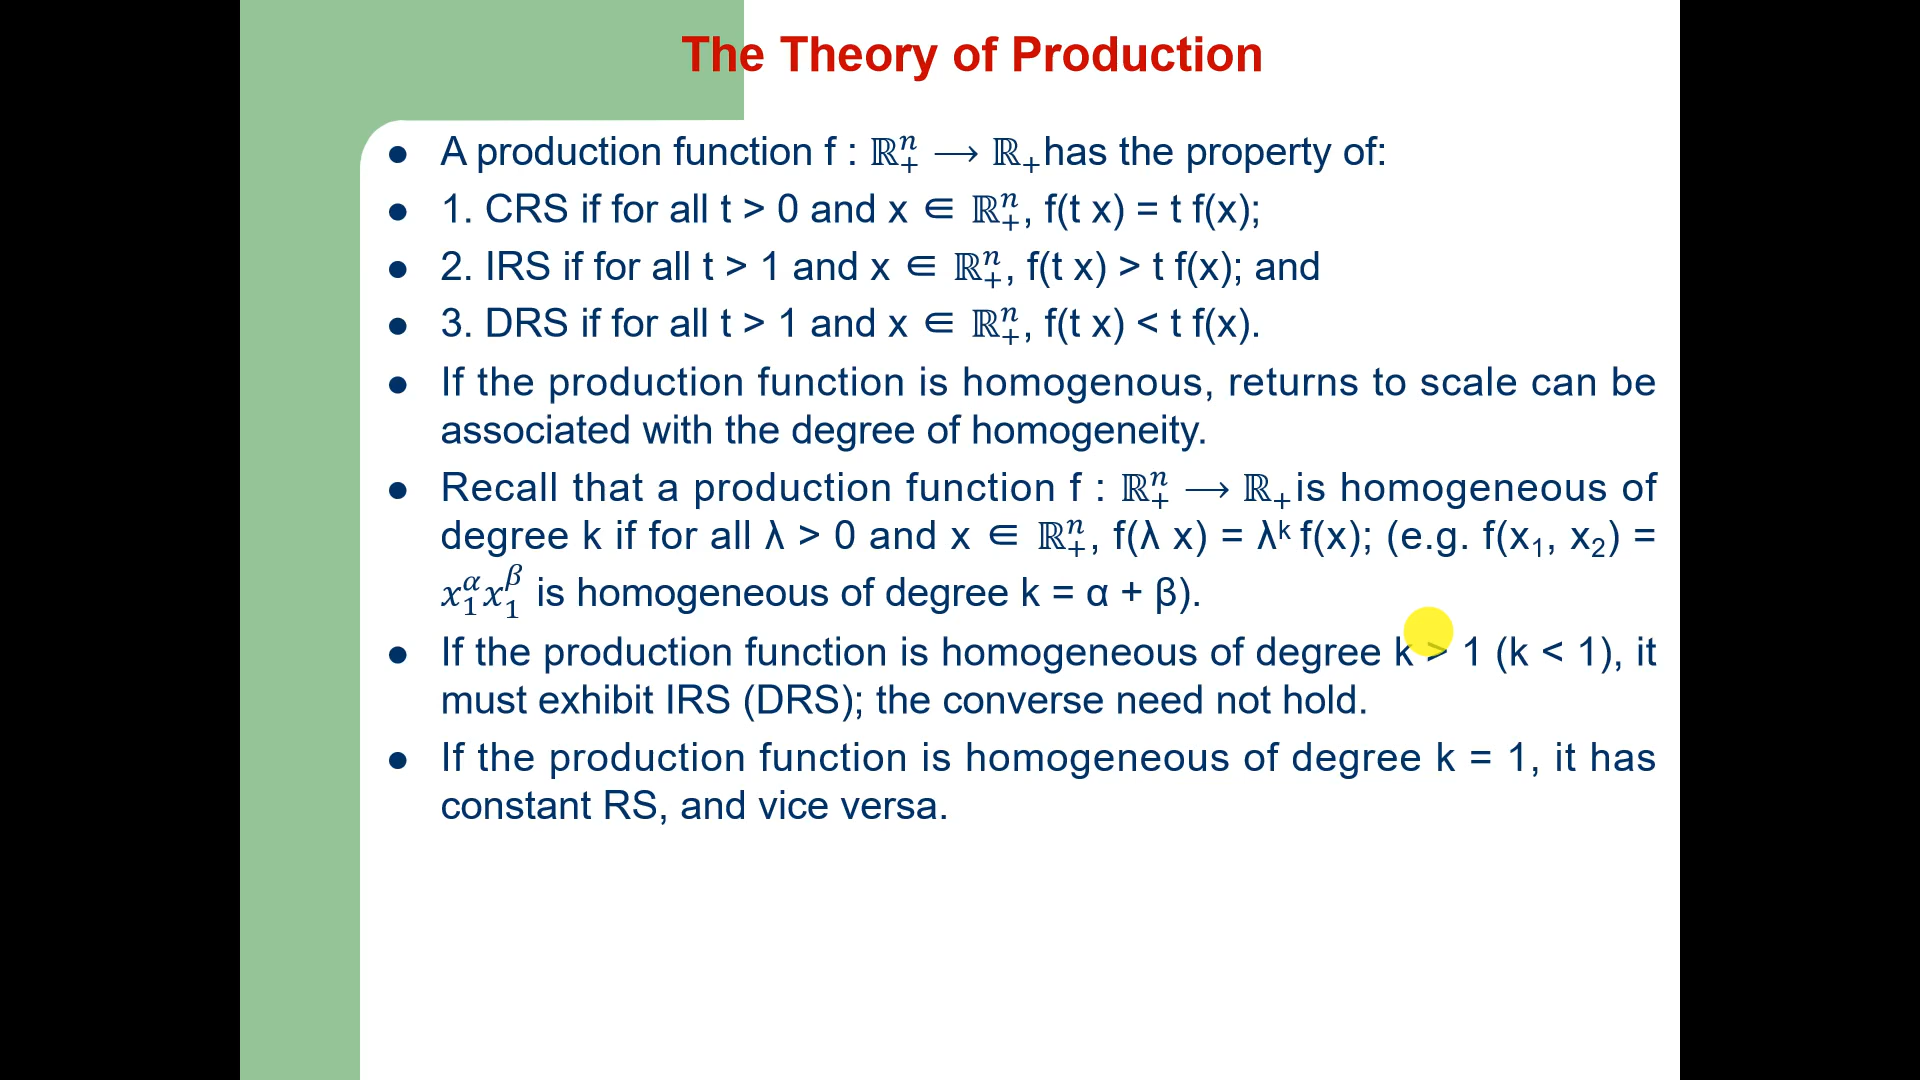 The Theory of Production
● A production function f : ℝ₊ⁿ ⟶ ℝ₊has the property of:
● 1. CRS if for all t > 0 and x ∈ ℝ₊ⁿ, f(t x) = t f(x);
● 2. IRS if for all t > 1 and x ∈ ℝ₊ⁿ, f(t x) > t f(x); and
● 3. DRS if for all t > 1 and x ∈ ℝ₊ⁿ, f(t x) < t f(x).
● If the production function is homogenous, returns to scale can be
associated with the degree of homogeneity.
● Recall that a production function f : ℝ₊ⁿ ⟶ ℝ₊is homogeneous of
degree k if for all λ > 0 and x ∈ ℝ₊ⁿ, f(λ x) = λᵏ f(x); (e.g. f(x₁, x₂) =
x₁^α x₁^β is homogeneous of degree k = α + β).
● If the production function is homogeneous of degree k > 1 (k < 1), it
must exhibit IRS (DRS); the converse need not hold.
● If the production function is homogeneous of degree k = 1, it has
constant RS, and vice versa.